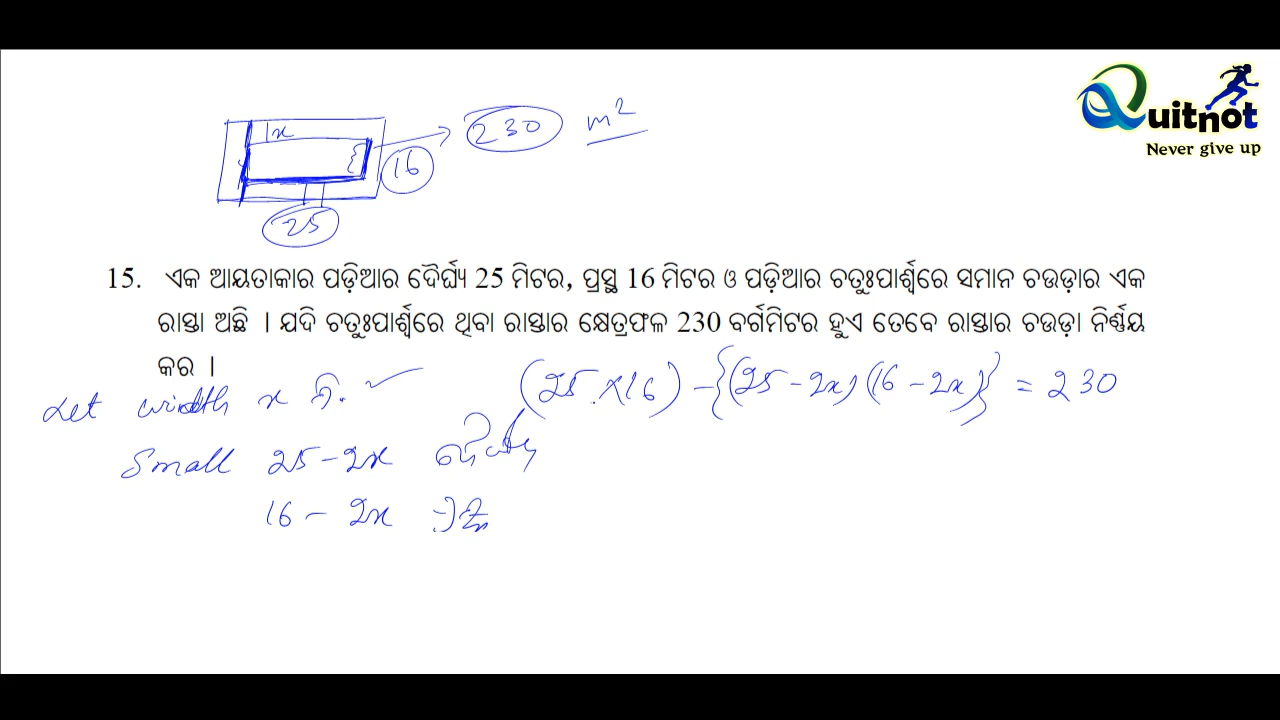 Quitnot
Never give up
x
230 m²
16
25
15. ଏକ ଆୟତାକାର ପଡ଼ିଆର ଦୈର୍ଘ୍ୟ 25 ମିଟର, ପ୍ରସ୍ଥ 16 ମିଟର ଓ ପଡ଼ିଆର ଚତୁଃପାର୍ଶ୍ୱରେ ସମାନ ଚଉଡ଼ାର ଏକ
ରାସ୍ତା ଅଛି । ଯଦି ଚତୁଃପାର୍ଶ୍ୱରେ ଥିବା ରାସ୍ତାର କ୍ଷେତ୍ରଫଳ 230 ବର୍ଗମିଟର ହୁଏ ତେବେ ରାସ୍ତାର ଚଉଡ଼ା ନିର୍ଣ୍ଣୟ
କର ।
Let width x ମି.
(25 × 16) - {(25 - 2x) (16 - 2x)} = 230
Small 25 - 2x ଦୈର୍ଘ୍ୟ
16 - 2x